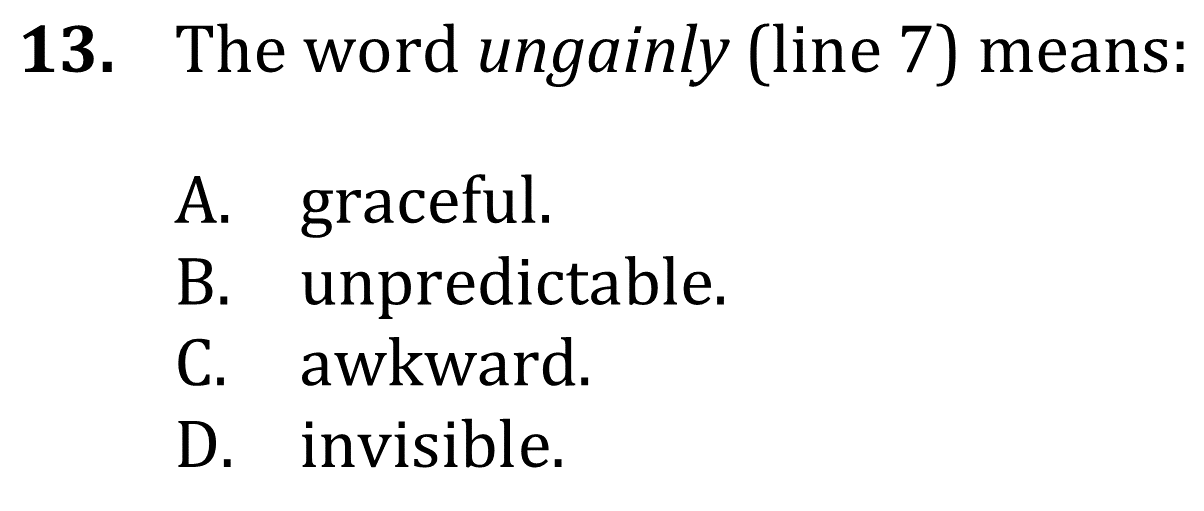 13. The word ungainly (line 7) means:
A. graceful.
B. unpredictable.
C. awkward.
D. invisible.